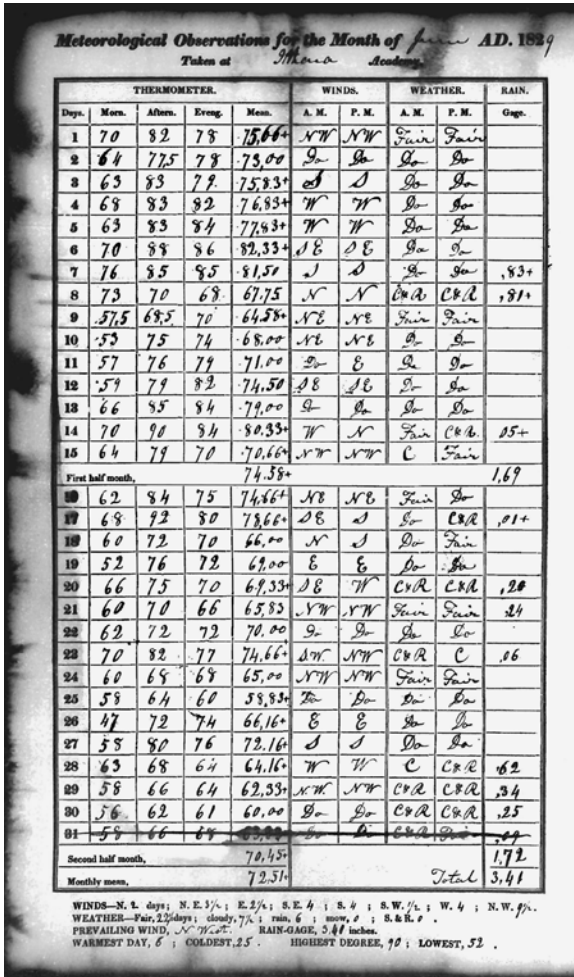 Meteorological Observations for the Month of June AD. 1829
Taken at Ithaca Academy.
THERMOMETER. WINDS. WEATHER. RAIN.
Days. Morn. Aftern. Eveng. Mean. A. M. P. M. A. M. P. M. Gage.
1 70 82 78 75,66+ NW NW Fair Fair
2 64 77,5 78 73,00 Do Do Do Do
3 63 83 79 75,83+ S S Do Do
4 68 83 82 76,83+ W W Do Do
5 63 83 84 77,83+ W W Do Do
6 70 88 86 82,33+ SE SE Do Do
7 76 85 85 81,50 S S Do Do ,83+
8 73 70 68 67.75 N N C&R C&R ,81+
9 57,5 68,5 70 64,58+ NE NE Fair Fair
10 53 75 74 68,00 NE NE Do Do
11 57 76 79 71.00 Do E Do Do
12 59 79 82 74.50 SE SE Do Do
13 66 85 84 79,00 Do Do Do Do
14 70 90 84 80.33+ W N Fair C&R. 05+
15 64 79 70 70,66+ NW NW C Fair
First half month, 74.58+ 1,69
16 62 84 75 74,66+ NE NE Fair Do
17 68 92 80 78,66+ SE S Do C&R ,01+
18 60 72 70 66,00 N S Do Fair
19 52 76 72 69,00 E E Do Do
20 66 75 70 69,33+ SE W C&R C&R ,20
21 60 70 66 65,83 NW NW Fair Fair ,24
22 62 72 72 70.00 Do Do Do Do
23 70 82 77 74,66+ S.W. NW C&R C ,06
24 60 68 68 65,00 NW NW Fair Fair
25 58 64 60 58,83+ Do Do Do Do
26 47 72 74 66,16+ E E Do Do
27 58 80 76 72.16+ S S Do Do
28 63 68 64 64.16+ W W C C&R ,62
29 58 66 64 62,33+ N.W. NW C&R C&R ,34
30 56 62 61 60.00 Do Do C&R C&R ,25
31 58 66 68 Do Do C&R
Second half month, 70,45+ 1,72
Monthly mean, 72.51+ Total 3,41
WINDS—N. 2 days; N. E. 3½ ; E. 2½ ; S. E. 4 ; S. 4 ; S. W. ½ ; W. 4 ; N. W. 9½ .
WEATHER—Fair, 22½ days; cloudy, 7½ ; rain, 6 ; snow, 0 ; S. & R. 0 .
PREVAILING WIND, N West. RAIN-GAGE, 3,41 inches.
WARMEST DAY, 6 ; COLDEST, 25 . HIGHEST DEGREE, 90 ; LOWEST, 52 .